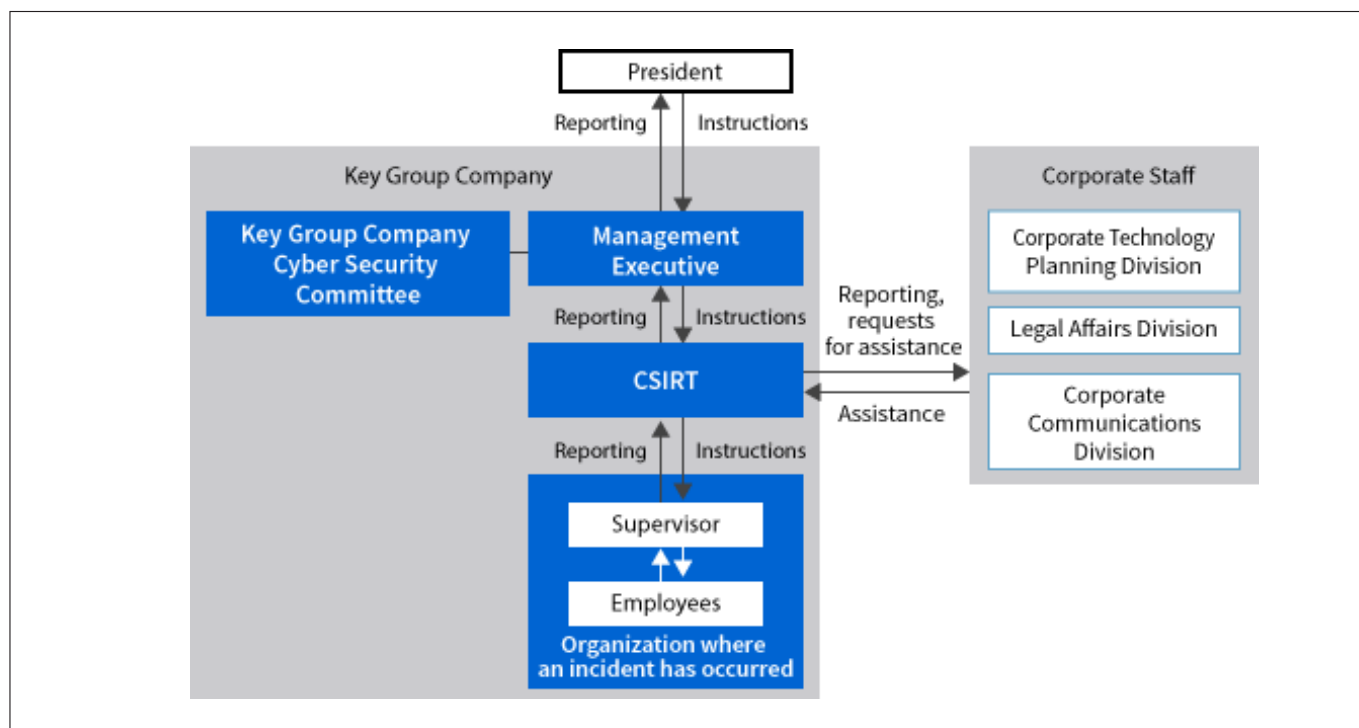 President
Reporting
Instructions
Key Group Company
Corporate Staff
Key Group Company
Cyber Security
Committee
Management
Executive
Corporate Technology
Planning Division
Reporting
Instructions
Reporting,
requests
for assistance
Legal Affairs Division
CSIRT
Assistance
Corporate
Communications
Division
Reporting
Instructions
Supervisor
Employees
Organization where
an incident has occurred